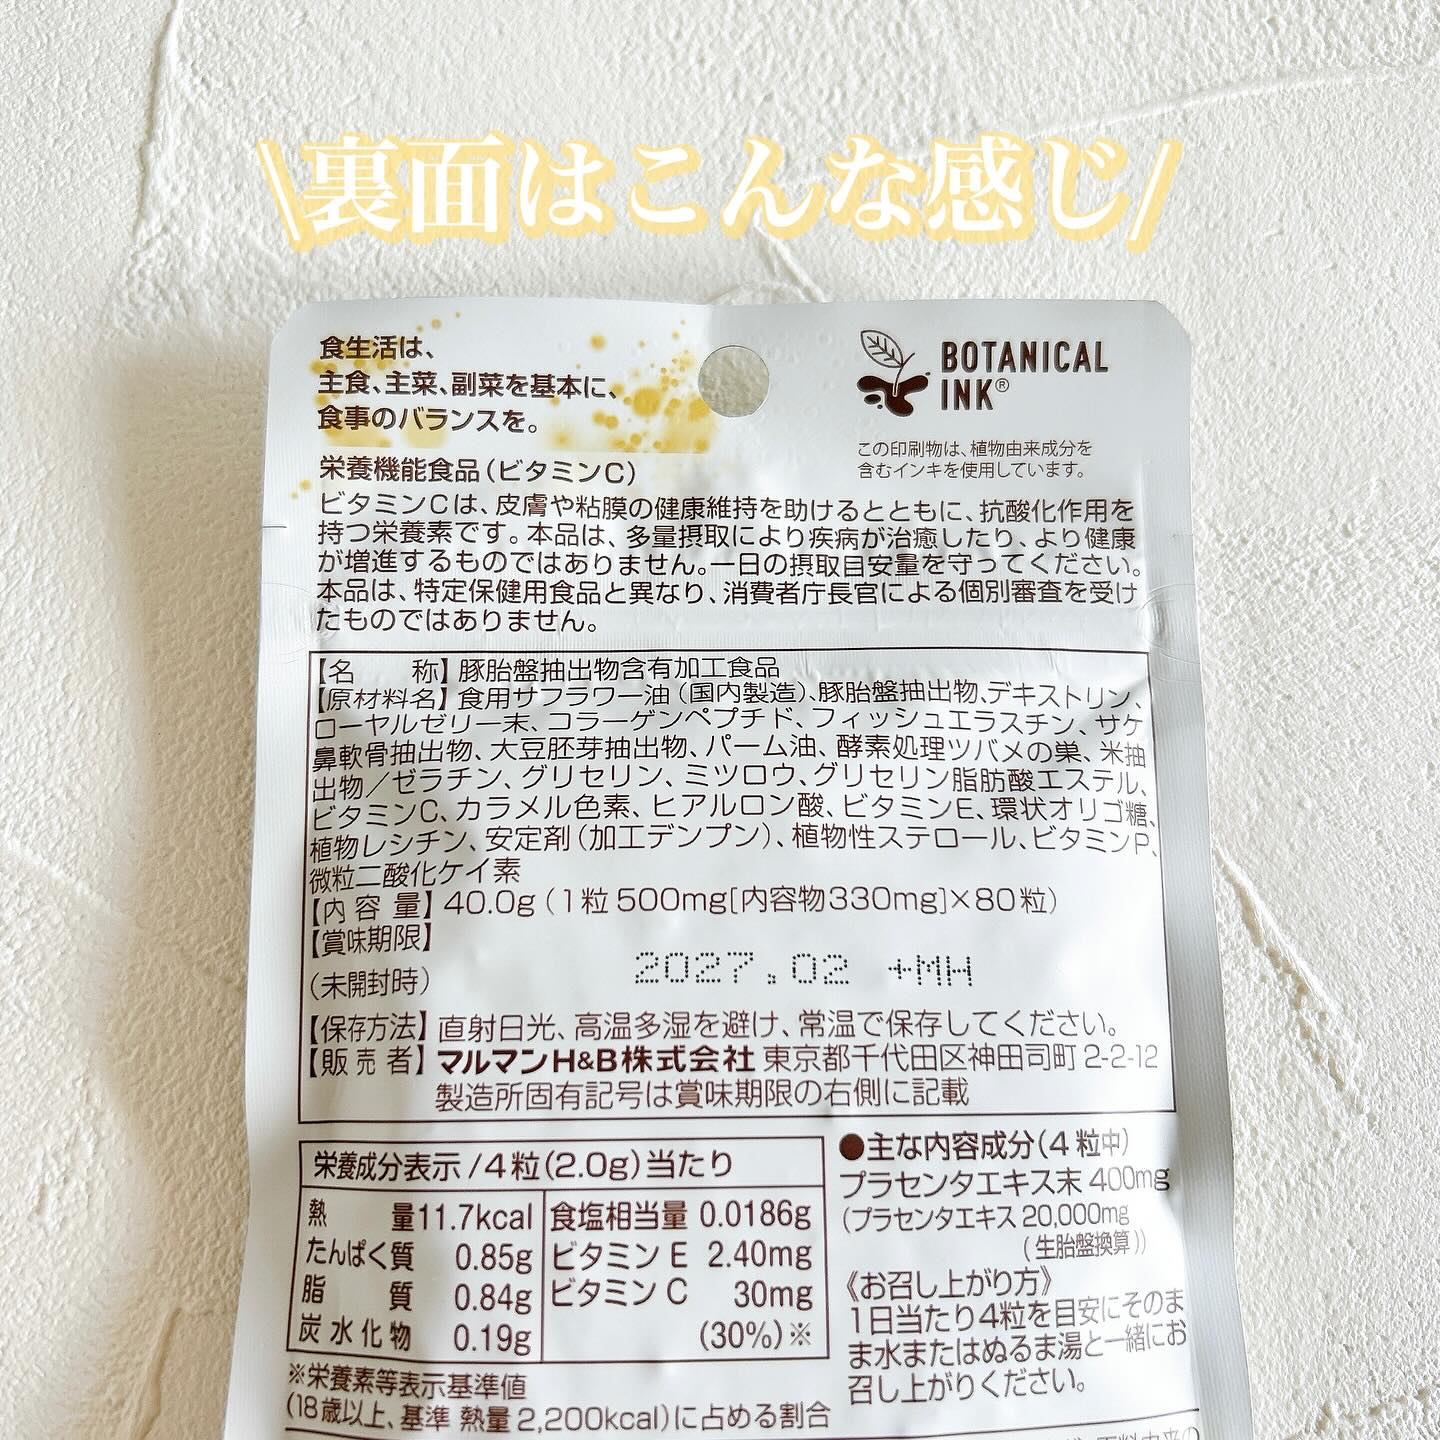 \裏面はこんな感じ/
食生活は、
主食、主菜、副菜を基本に、
食事のバランスを。
BOTANICAL
INK®
この印刷物は、植物由来成分を
含むインキを使用しています。
栄養機能食品(ビタミンC)
ビタミンCは、皮膚や粘膜の健康維持を助けるとともに、抗酸化作用を
持つ栄養素です。本品は、多量摂取により疾病が治癒したり、より健康
が増進するものではありません。一日の摂取目安量を守ってください。
本品は、特定保健用食品と異なり、消費者庁長官による個別審査を受け
たものではありません。
【名 称】豚胎盤抽出物含有加工食品
【原材料名】食用サフラワー油(国内製造)、豚胎盤抽出物、デキストリン、
ローヤルゼリー末、コラーゲンペプチド、フィッシュエラスチン、サケ
鼻軟骨抽出物、大豆胚芽抽出物、パーム油、酵素処理ツバメの巣、米抽
出物/ゼラチン、グリセリン、ミツロウ、グリセリン脂肪酸エステル、
ビタミンC、カラメル色素、ヒアルロン酸、ビタミンE、環状オリゴ糖、
植物レシチン、安定剤(加工デンプン)、植物性ステロール、ビタミンP、
微粒二酸化ケイ素
【内容量】40.0g(1粒500mg[内容物330mg]×80粒)
【賞味期限】
(未開封時)
2027.02 +MH
【保存方法】直射日光、高温多湿を避け、常温で保存してください。
【販売者】マルマンH&B株式会社 東京都千代田区神田司町2-2-12
製造所固有記号は賞味期限の右側に記載
栄養成分表示/4粒(2.0g)当たり
熱 量 11.7kcal
たんぱく質 0.85g
脂 質 0.84g
炭水化物 0.19g
食塩相当量 0.0186g
ビタミンE 2.40mg
ビタミンC 30mg
(30%)※
※栄養素等表示基準値
(18歳以上、基準 熱量2,200kcal)に占める割合
●主な内容成分(4粒中)
プラセンタエキス末 400mg
(プラセンタエキス20,000mg
(生胎盤換算))
《お召し上がり方》
1日当たり4粒を目安にそのま
ま水またはぬるま湯と一緒にお
召し上がりください。